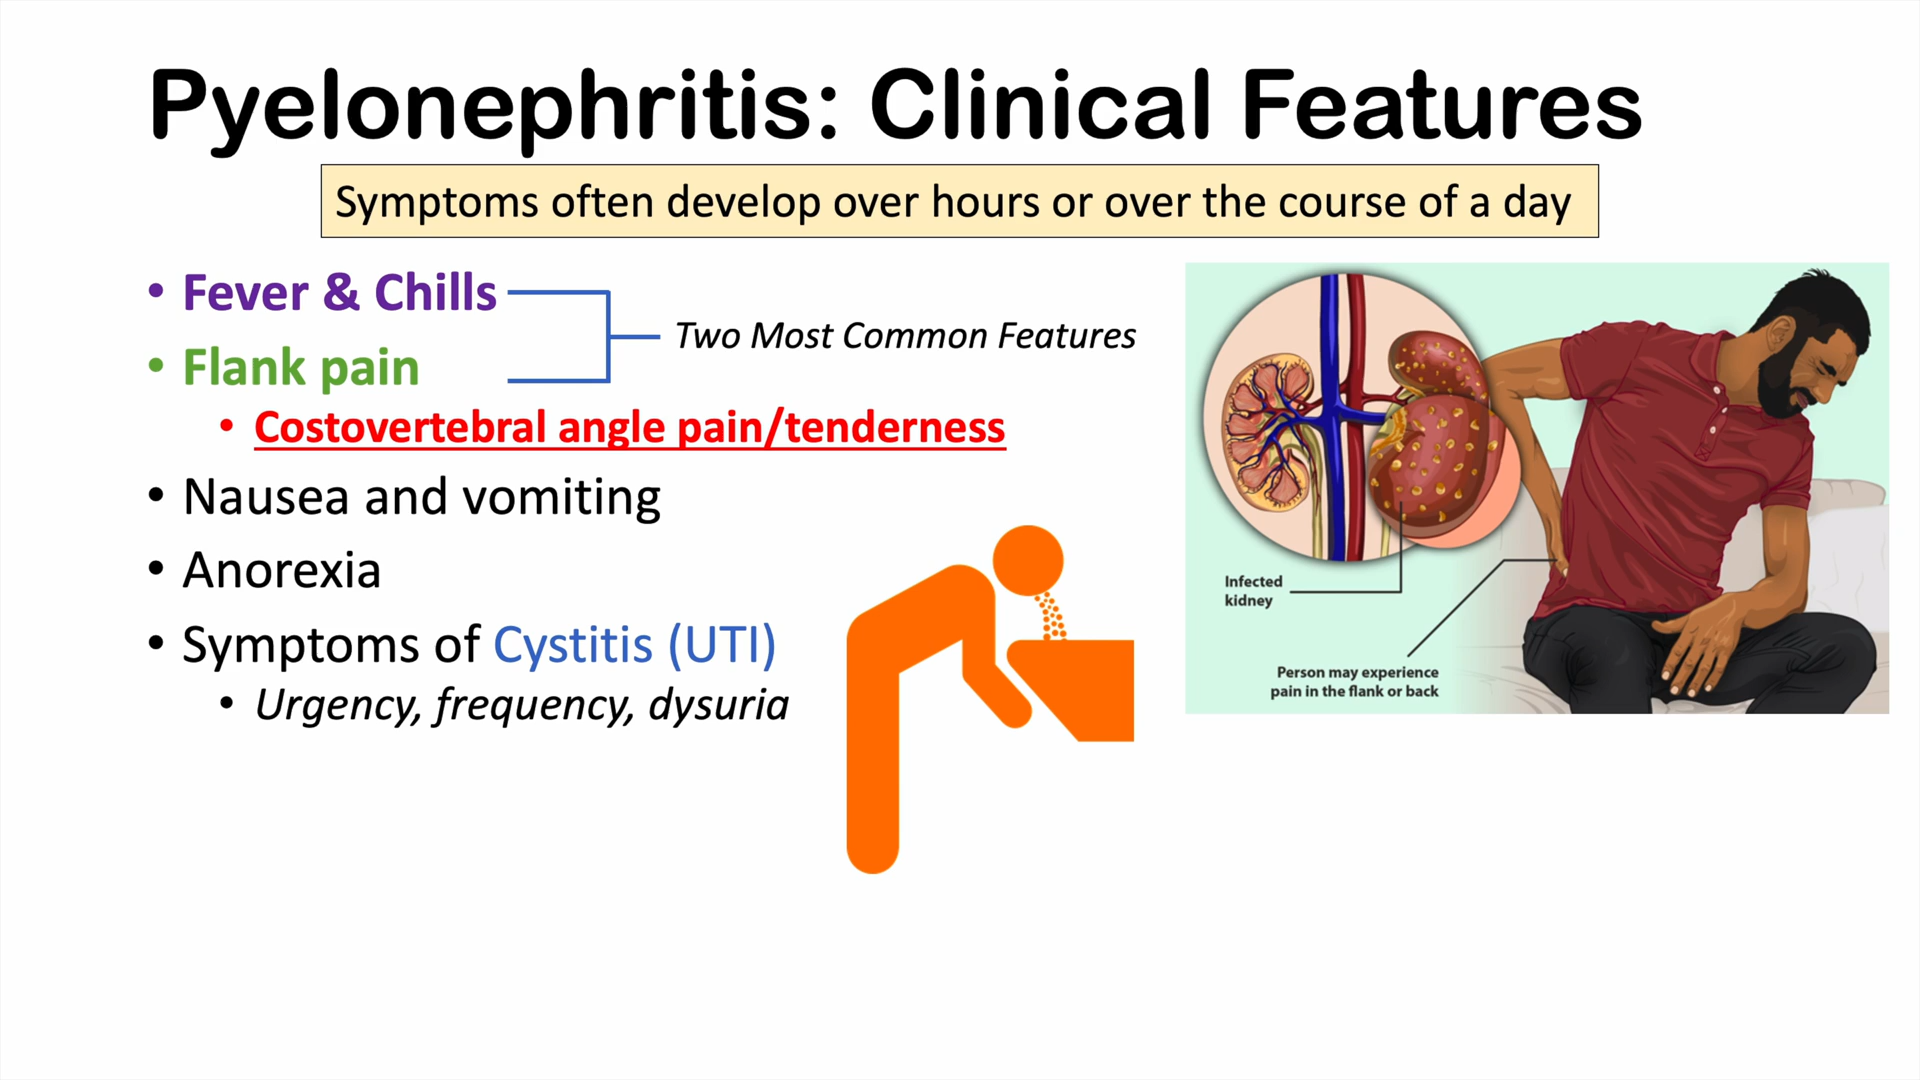 Pyelonephritis: Clinical Features
Symptoms often develop over hours or over the course of a day
• Fever & Chills
• Flank pain
Two Most Common Features
• Costovertebral angle pain/tenderness
• Nausea and vomiting
• Anorexia
• Symptoms of Cystitis (UTI)
• Urgency, frequency, dysuria
Infected
kidney
Person may experience
pain in the flank or back